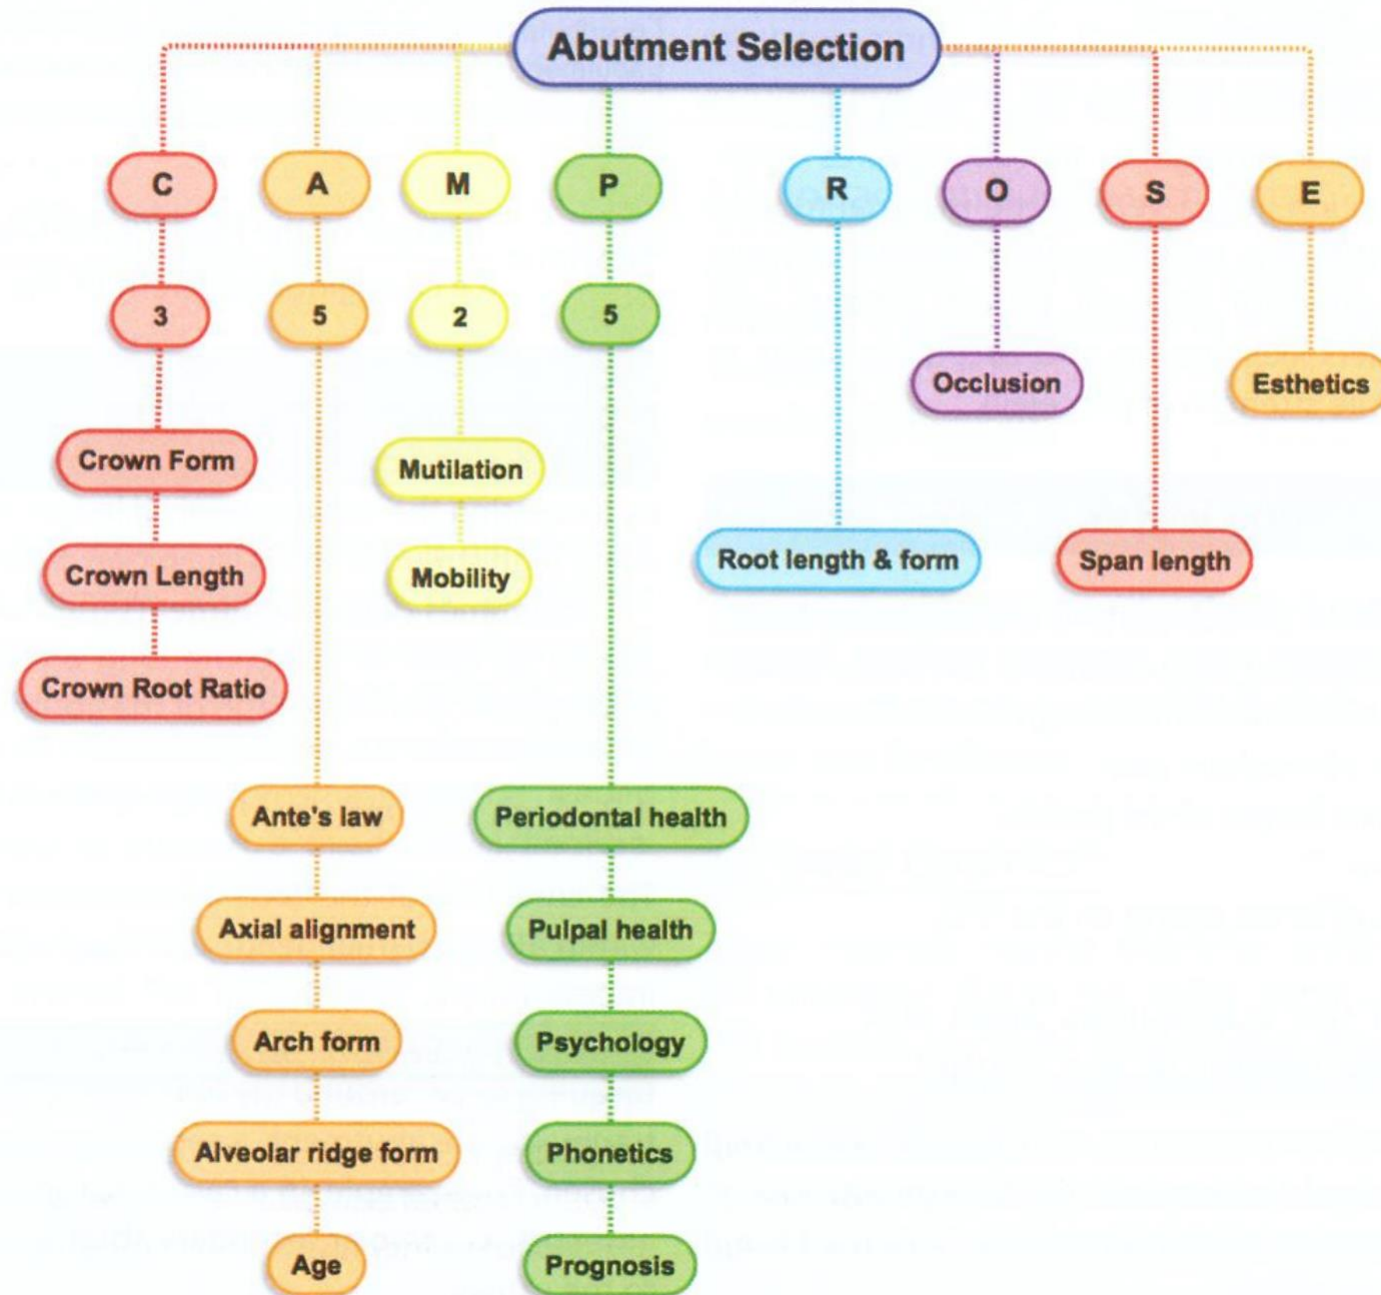 Abutment Selection
C
A
M
P
R
O
S
E
3
5
2
5
Occlusion
Esthetics
Crown Form
Mutilation
Crown Length
Mobility
Root length & form
Span length
Crown Root Ratio
Ante's law
Periodontal health
Axial alignment
Pulpal health
Arch form
Psychology
Alveolar ridge form
Phonetics
Age
Prognosis